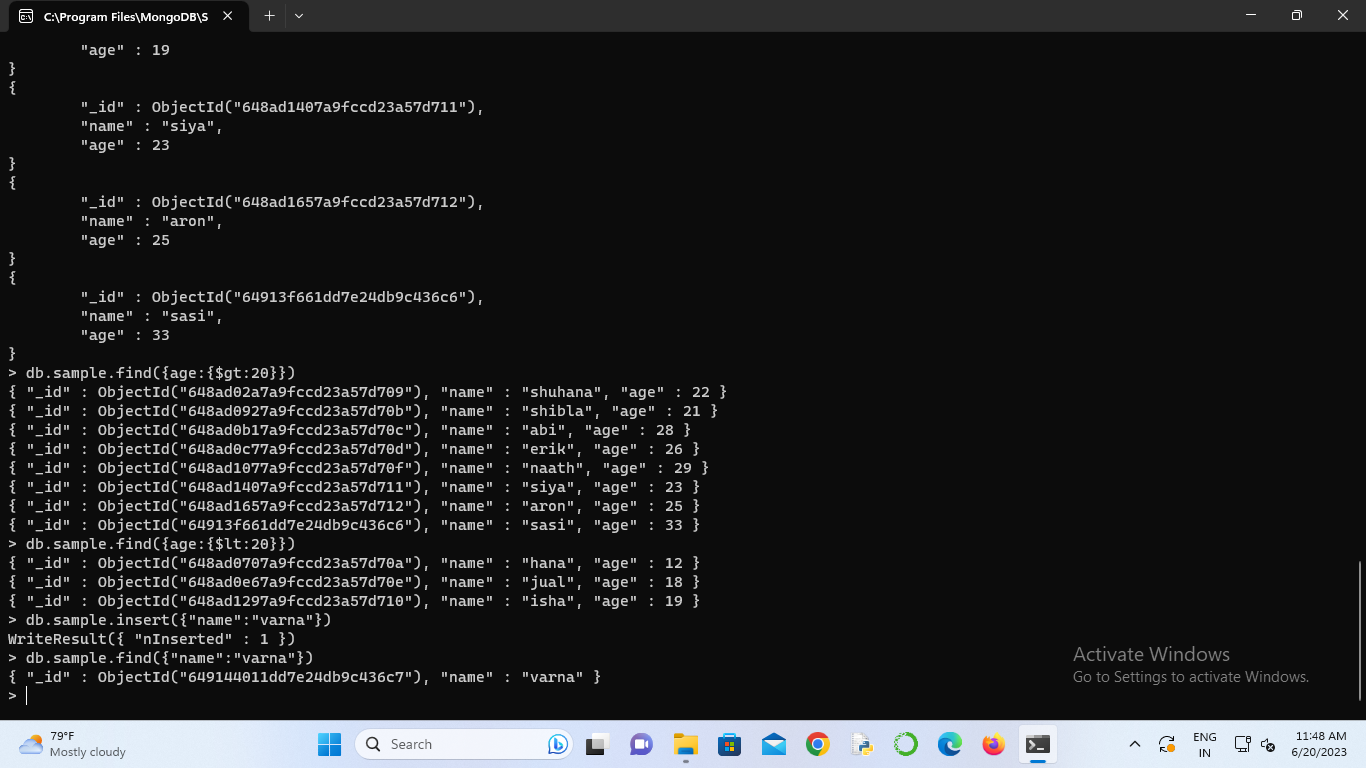 C:\Program Files\MongoDB\S
"age" : 19
}
{
"_id" : ObjectId("648ad1407a9fccd23a57d711"),
"name" : "siya",
"age" : 23
}
{
"_id" : ObjectId("648ad1657a9fccd23a57d712"),
"name" : "aron",
"age" : 25
}
{
"_id" : ObjectId("64913f661dd7e24db9c436c6"),
"name" : "sasi",
"age" : 33
}
> db.sample.find({age:{$gt:20}})
{ "_id" : ObjectId("648ad02a7a9fccd23a57d709"), "name" : "shuhana", "age" : 22 }
{ "_id" : ObjectId("648ad0927a9fccd23a57d70b"), "name" : "shibla", "age" : 21 }
{ "_id" : ObjectId("648ad0b17a9fccd23a57d70c"), "name" : "abi", "age" : 28 }
{ "_id" : ObjectId("648ad0c77a9fccd23a57d70d"), "name" : "erik", "age" : 26 }
{ "_id" : ObjectId("648ad1077a9fccd23a57d70f"), "name" : "naath", "age" : 29 }
{ "_id" : ObjectId("648ad1407a9fccd23a57d711"), "name" : "siya", "age" : 23 }
{ "_id" : ObjectId("648ad1657a9fccd23a57d712"), "name" : "aron", "age" : 25 }
{ "_id" : ObjectId("64913f661dd7e24db9c436c6"), "name" : "sasi", "age" : 33 }
> db.sample.find({age:{$lt:20}})
{ "_id" : ObjectId("648ad0707a9fccd23a57d70a"), "name" : "hana", "age" : 12 }
{ "_id" : ObjectId("648ad0e67a9fccd23a57d70e"), "name" : "jual", "age" : 18 }
{ "_id" : ObjectId("648ad1297a9fccd23a57d710"), "name" : "isha", "age" : 19 }
> db.sample.insert({"name":"varna"})
WriteResult({ "nInserted" : 1 })
> db.sample.find({"name":"varna"})
{ "_id" : ObjectId("649144011dd7e24db9c436c7"), "name" : "varna" }
>
Activate Windows
Go to Settings to activate Windows.
79°F
Mostly cloudy
Search
ENG
IN
11:48 AM
6/20/2023